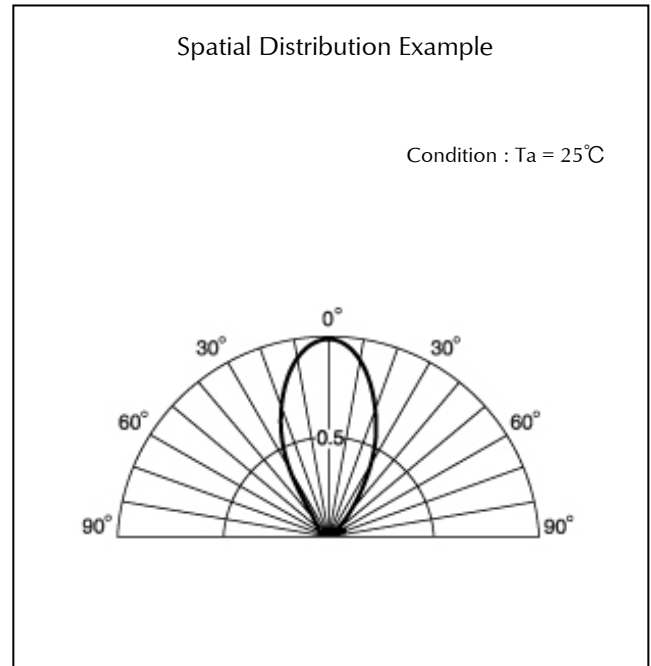 Spatial Distribution Example
Condition : Ta = 25℃
0°
30° 30°
60° 60°
0.5
90° 90°